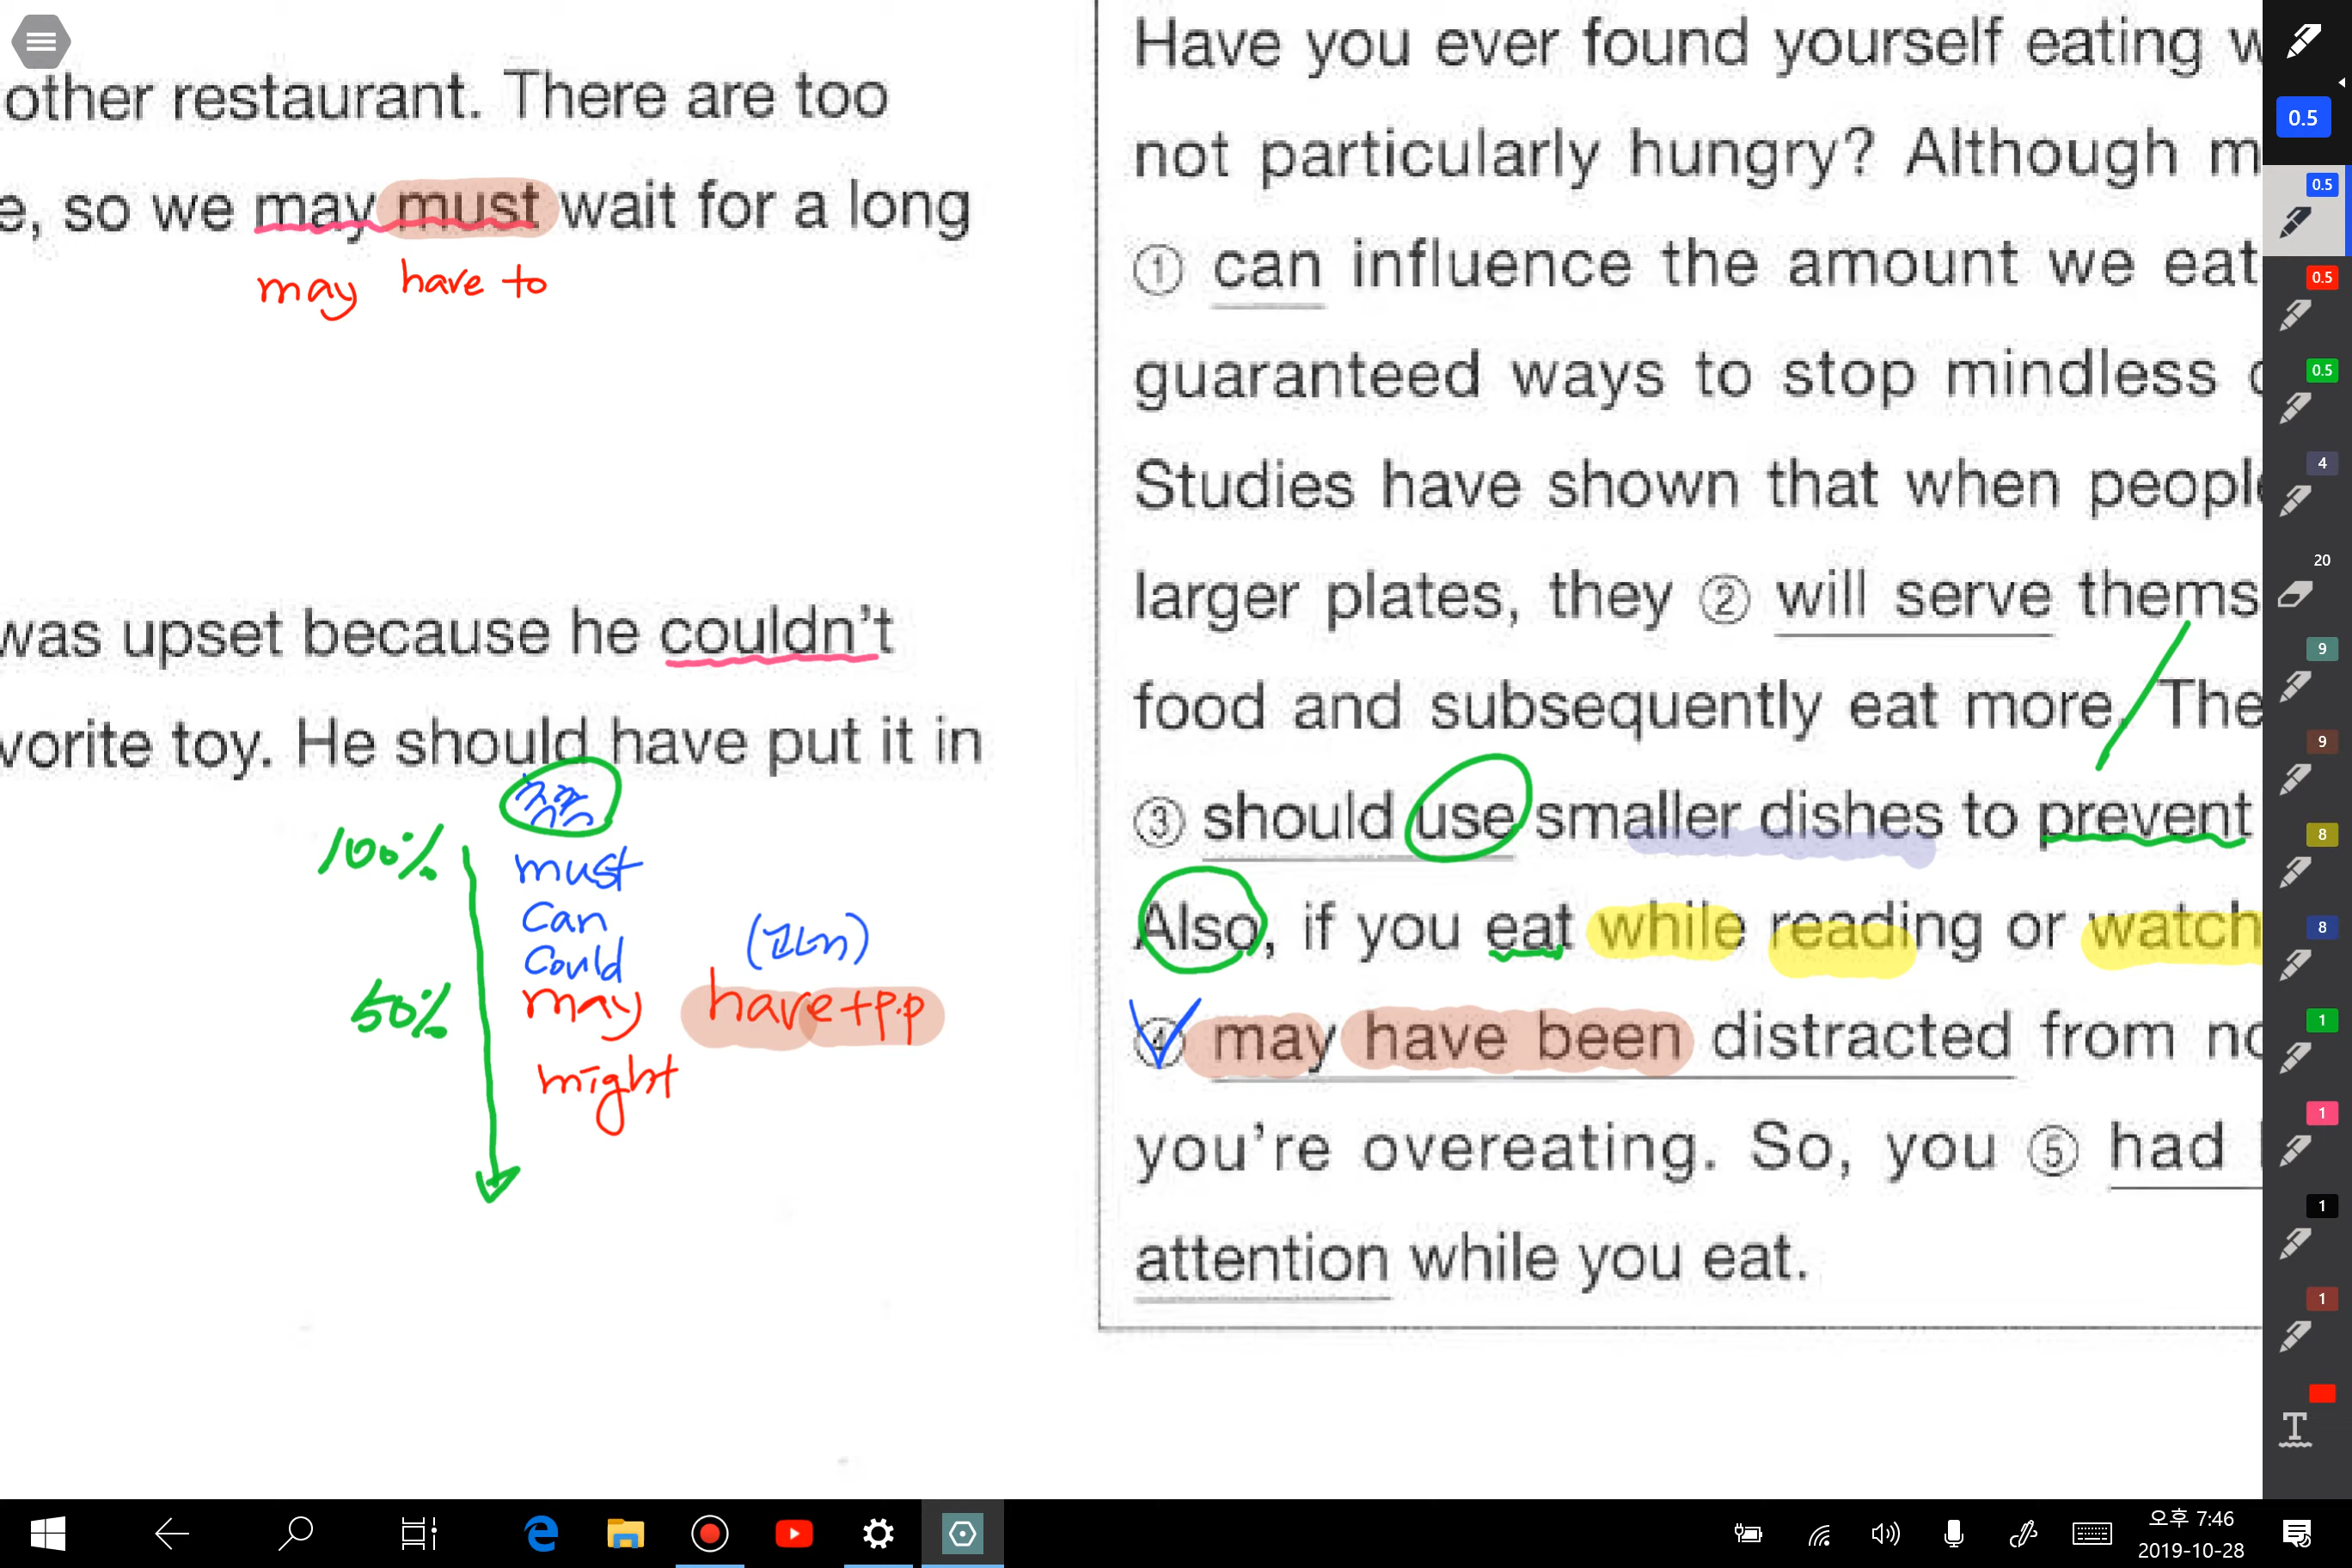 other restaurant. There are too
e, so we may must wait for a long
may have to
was upset because he couldn't
vorite toy. He should have put it in
추측
100%
must
can
could
(과거)
50%
may have+p.p
might
Have you ever found yourself eating w
not particularly hungry? Although m
① can influence the amount we eat
guaranteed ways to stop mindless
Studies have shown that when people
larger plates, they ② will serve thems
food and subsequently eat more. The
③ should use smaller dishes to prevent
Also, if you eat while reading or watch
④ may have been distracted from no
you're overeating. So, you ⑤ had
attention while you eat.
0.5
0.5
0.5
0.5
4
20
9
9
8
8
1
1
1
1
T
오후 7:46
2019-10-28